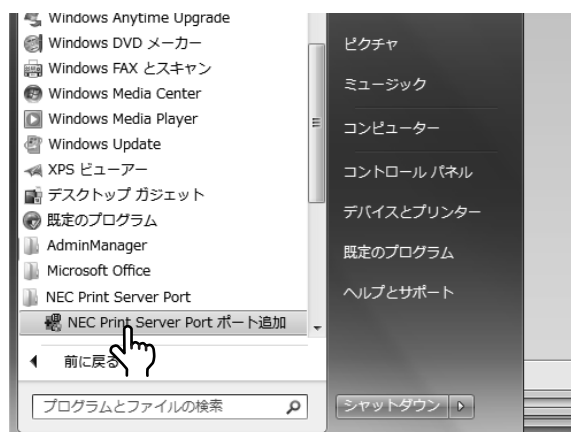 Windows Anytime Upgrade
Windows DVD メーカー
Windows FAX とスキャン
Windows Media Center
Windows Media Player
Windows Update
XPS ビューアー
デスクトップ ガジェット
既定のプログラム
AdminManager
Microsoft Office
NEC Print Server Port
NEC Print Server Port ポート追加
前に戻る
プログラムとファイルの検索
ピクチャ
ミュージック
コンピューター
コントロール パネル
デバイスとプリンター
既定のプログラム
ヘルプとサポート
シャットダウン